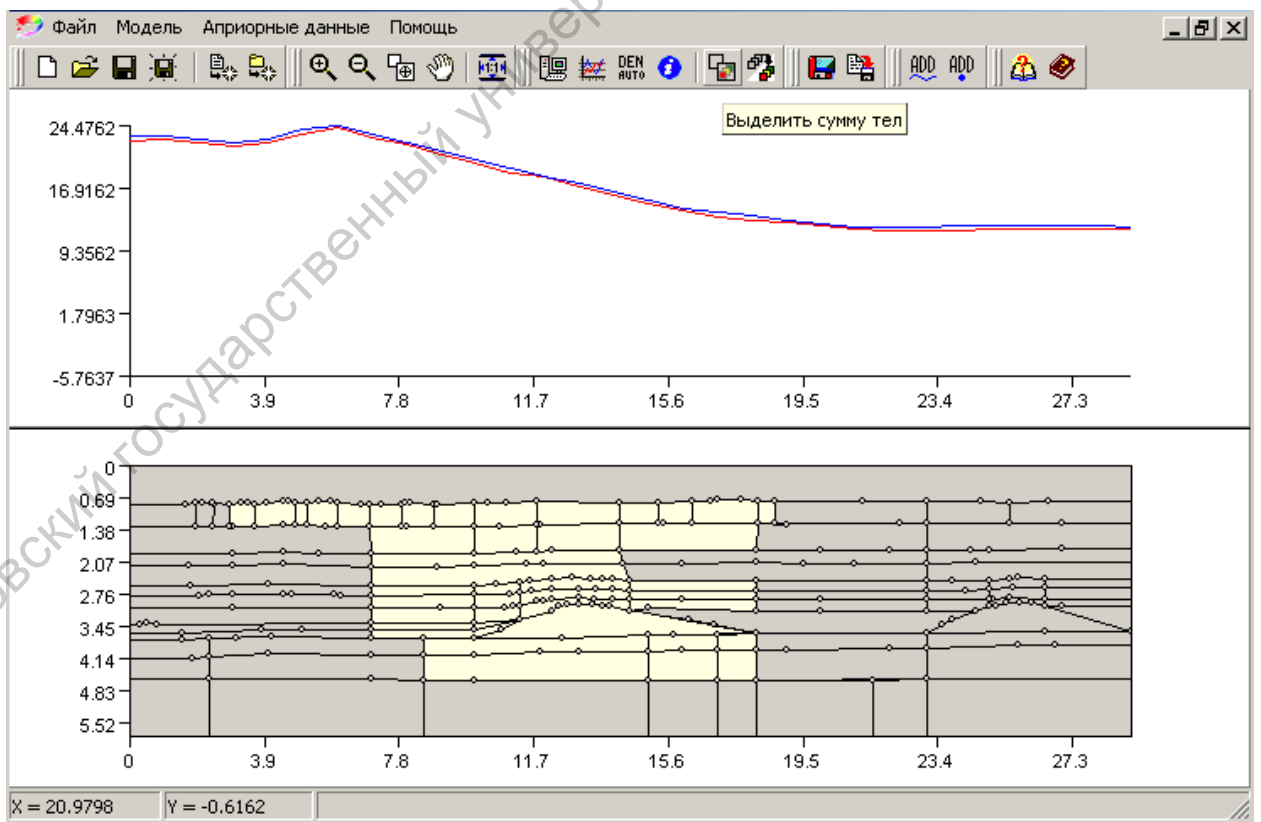 Файл Модель Априорные данные Помощь
DEN AUTO ADD ADD
Выделить сумму тел
24.4762
16.9162
9.3562
1.7963
-5.7637
0 3.9 7.8 11.7 15.6 19.5 23.4 27.3
0
0.69
1.38
2.07
2.76
3.45
4.14
4.83
5.52
0 3.9 7.8 11.7 15.6 19.5 23.4 27.3
X = 20.9798 Y = -0.6162
овский государственный универ